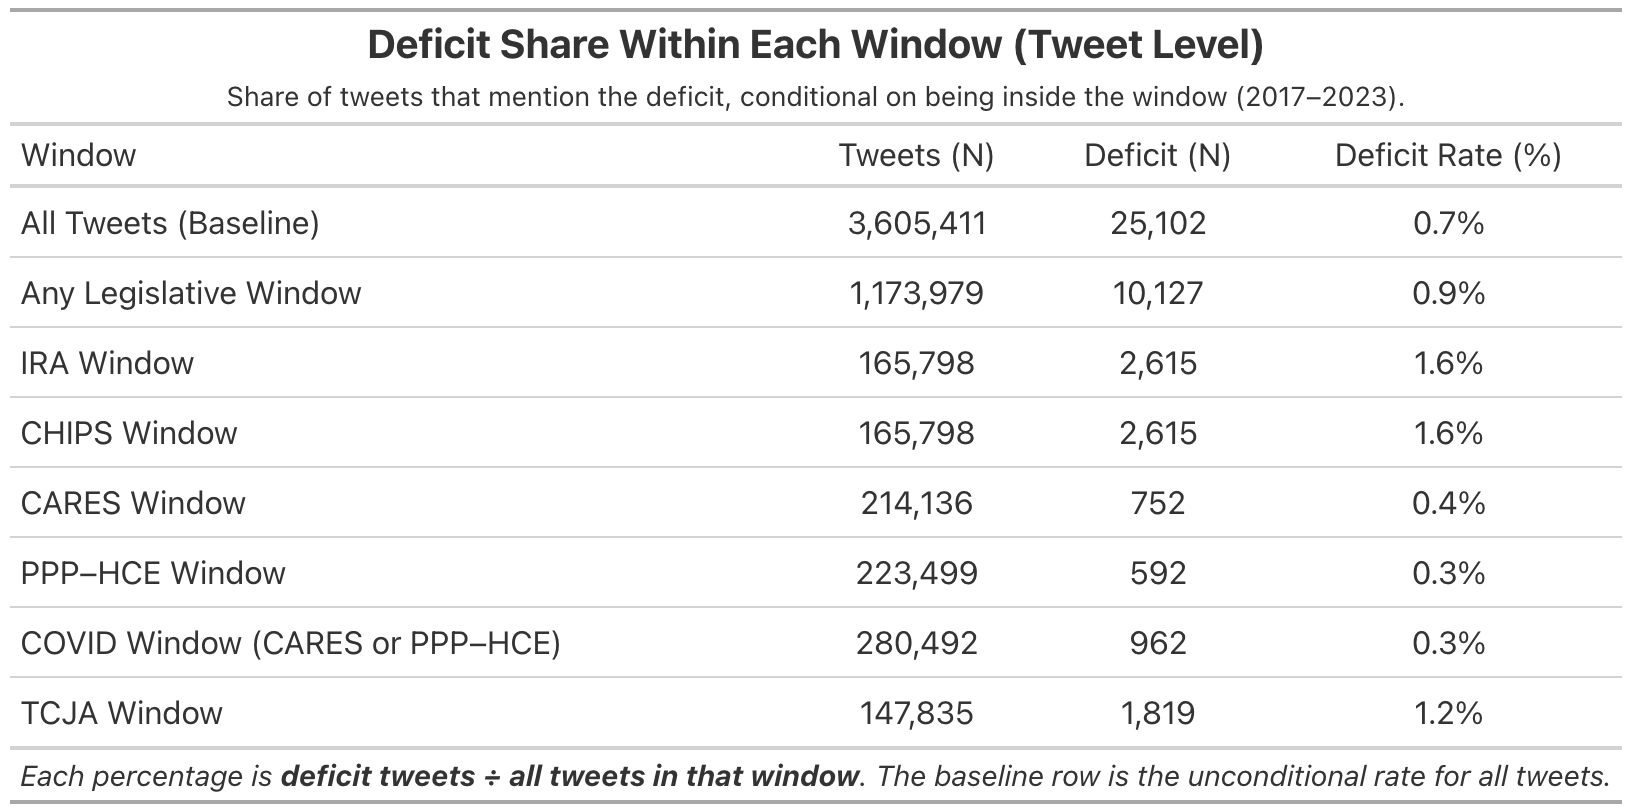 Deficit Share Within Each Window (Tweet Level)
Share of tweets that mention the deficit, conditional on being inside the window (2017–2023).
Window Tweets (N) Deficit (N) Deficit Rate (%)
All Tweets (Baseline) 3,605,411 25,102 0.7%
Any Legislative Window 1,173,979 10,127 0.9%
IRA Window 165,798 2,615 1.6%
CHIPS Window 165,798 2,615 1.6%
CARES Window 214,136 752 0.4%
PPP–HCE Window 223,499 592 0.3%
COVID Window (CARES or PPP–HCE) 280,492 962 0.3%
TCJA Window 147,835 1,819 1.2%
Each percentage is deficit tweets ÷ all tweets in that window. The baseline row is the unconditional rate for all tweets.